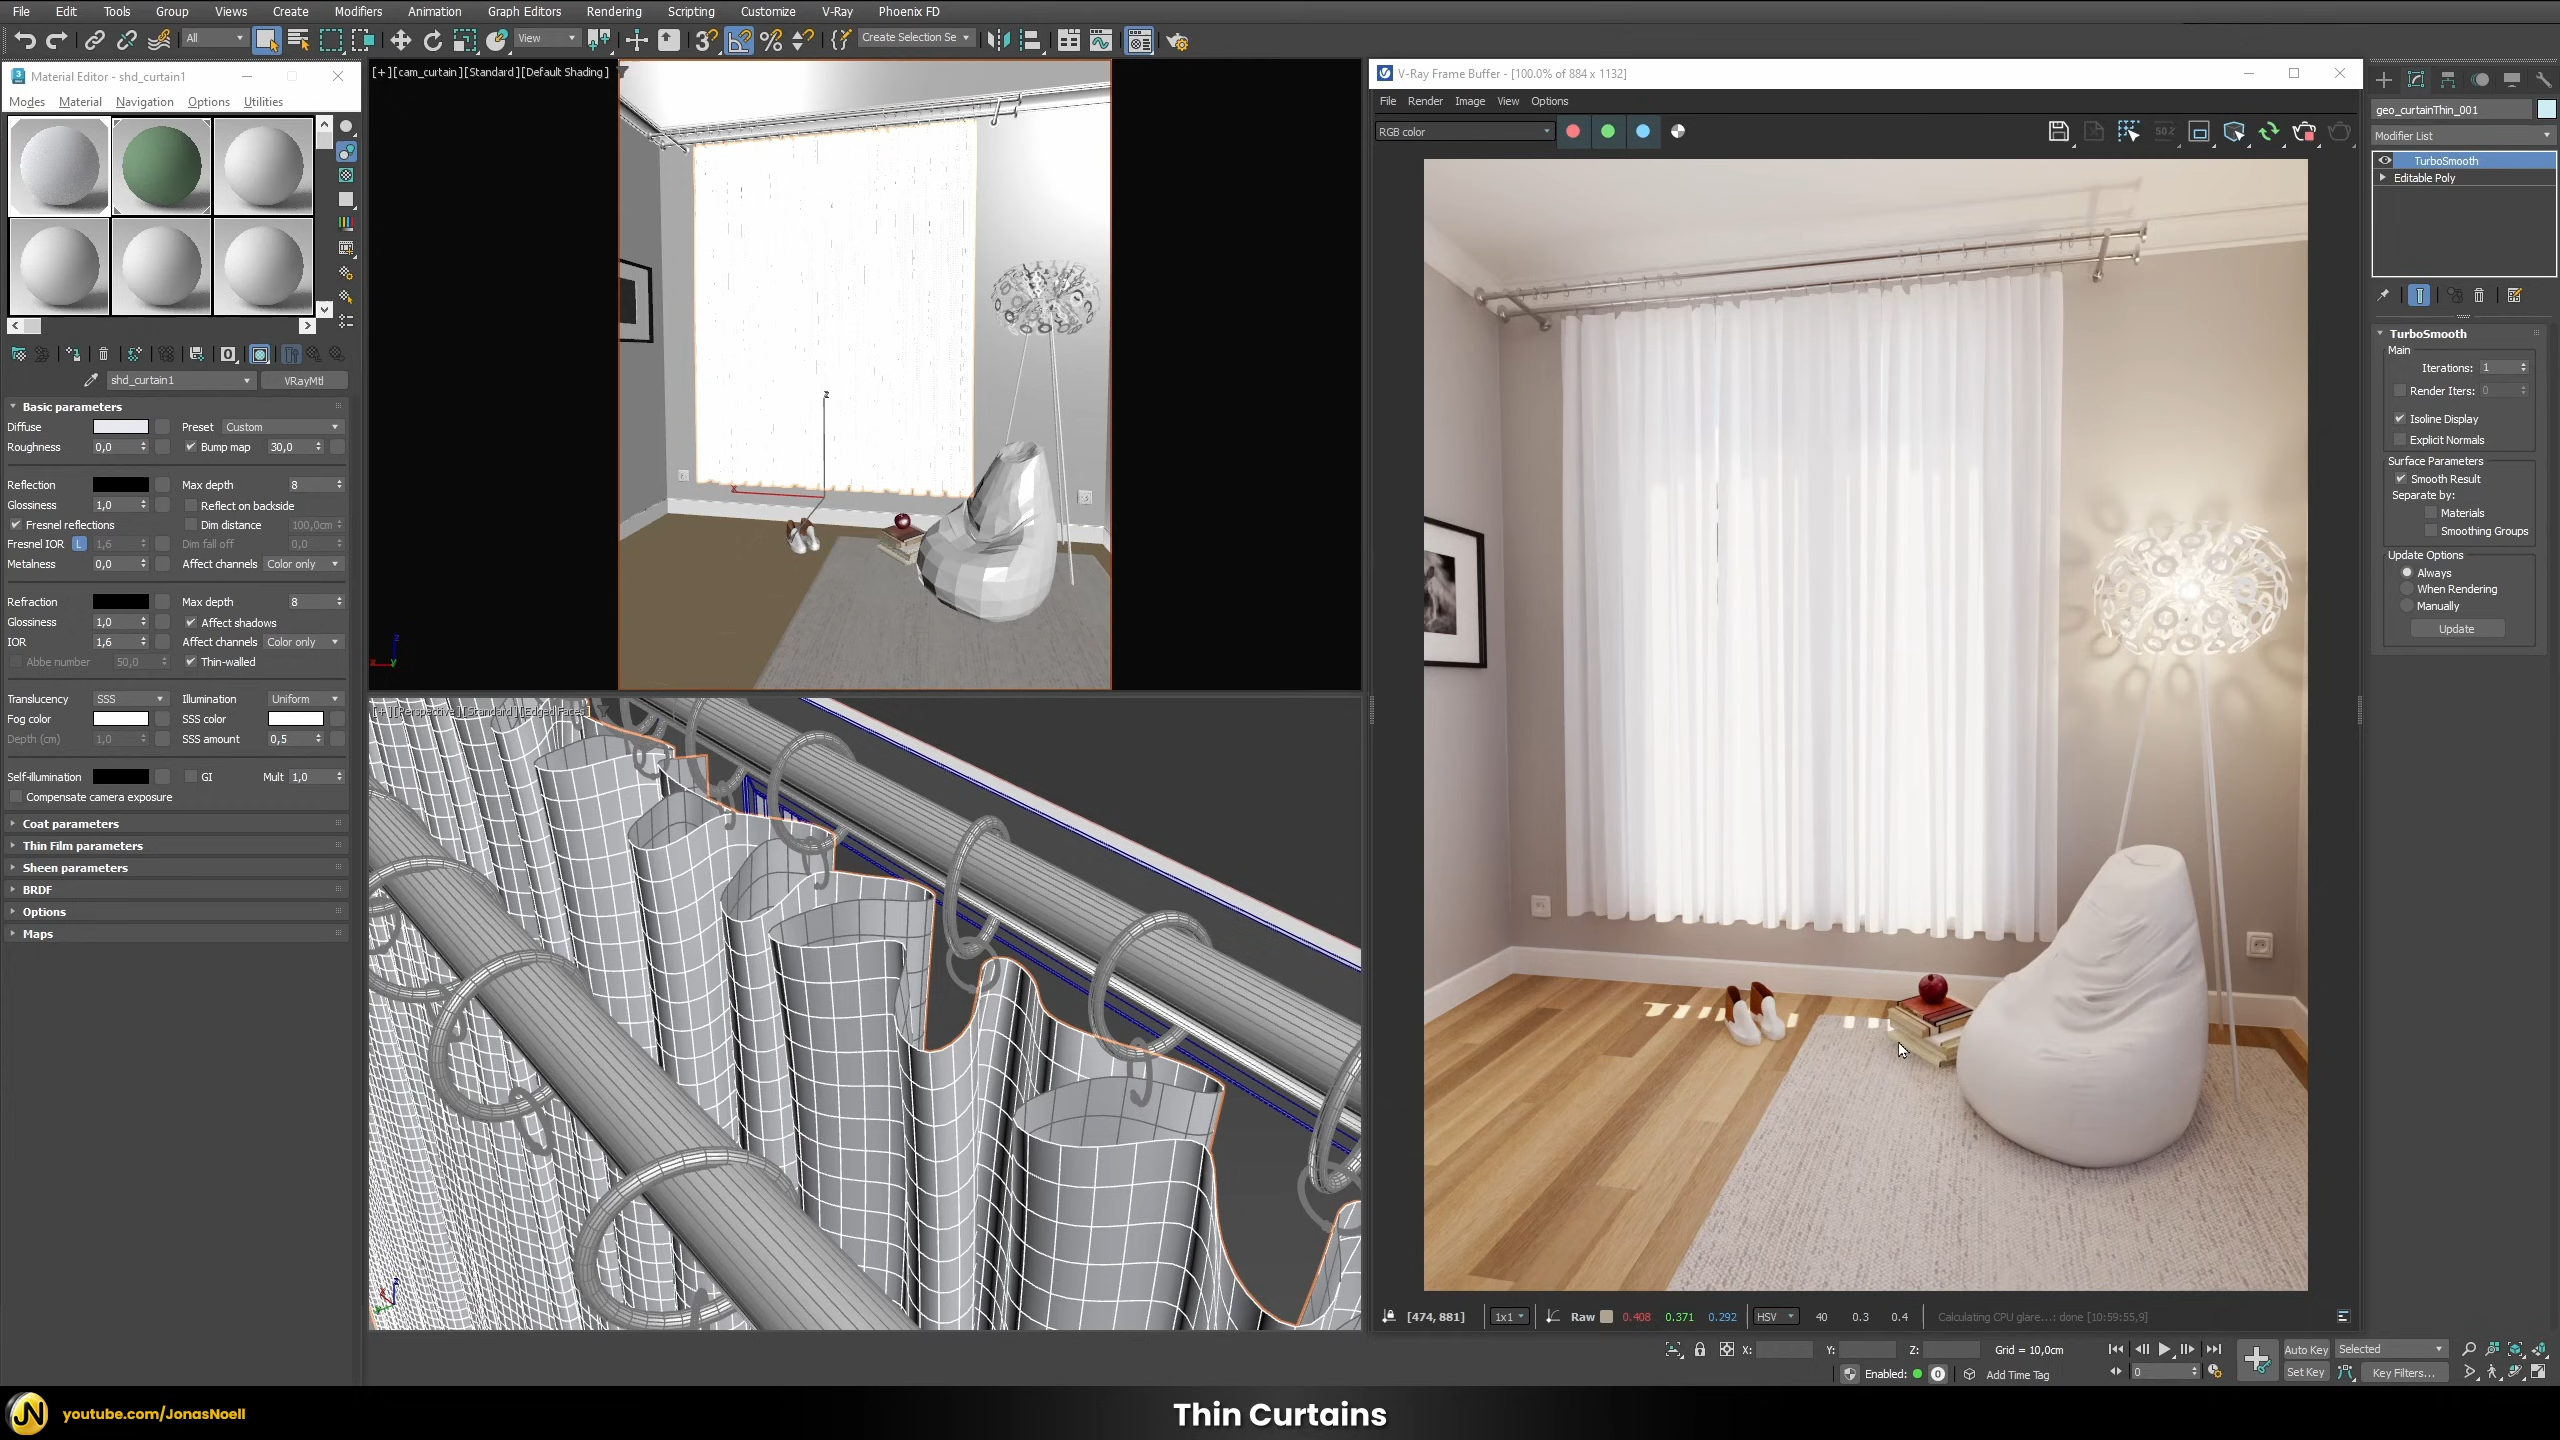 File Edit Tools Group Views Create Modifiers Animation Graph Editors Rendering Scripting Customize V-Ray Phoenix FD
All
View
Create Selection Se
Material Editor - shd_curtain1
Modes Material Navigation Options Utilities
shd_curtain1 VRayMtl
Basic parameters
Diffuse Preset Custom
Roughness 0,0 Bump map 30,0
Reflection Max depth 8
Glossiness 1,0 Reflect on backside
Fresnel reflections Dim distance 100,0cm
Fresnel IOR L 1,6 Dim fall off 0,0
Metalness 0,0 Affect channels Color only
Refraction Max depth 8
Glossiness 1,0 Affect shadows
IOR 1,6 Affect channels Color only
Abbe number 50,0 Thin-walled
Translucency SSS Illumination Uniform
Fog color SSS color
Depth (cm) 1,0 SSS amount 0,5
Self-illumination GI Mult 1,0
Compensate camera exposure
Coat parameters
Thin Film parameters
Sheen parameters
BRDF
Options
Maps
[+][cam_curtain][Standard][Default Shading]
z
x
z
x y
[+][Perspective][Standard][Edged Faces]
V-Ray Frame Buffer - [100.0% of 884 x 1132]
File Render Image View Options
RGB color
[474, 881] 1x1 Raw 0.408 0.371 0.292 HSV 40 0.3 0.4 Calculating CPU glare...: done [10:59:55,9]
geo_curtainThin_001
Modifier List
TurboSmooth
Editable Poly
TurboSmooth
Main
Iterations: 1
Render Iters: 0
Isoline Display
Explicit Normals
Surface Parameters
Smooth Result
Separate by:
Materials
Smoothing Groups
Update Options
Always
When Rendering
Manually
Update
X: Y: Z: Grid = 10,0cm
Enabled: 0 Add Time Tag
Auto Key Selected
0 Set Key Key Filters...
JN youtube.com/JonasNoell
Thin Curtains